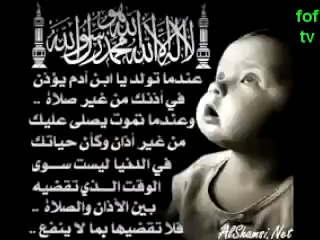 fof
tv
لا إله إلا الله محمد رسول الله
عندما تولد يا ابن أدم يؤذن
في أذنك من غير صلاة ..
وعندما تموت يصلى عليك
من غير أذان وكأن حياتك
في الدنيا ليست سوى
الوقت الذي تقضيه
بين الأذان والصلاة ..
فلا تقضيها بما لا ينفع ..
AlShamsi.Net